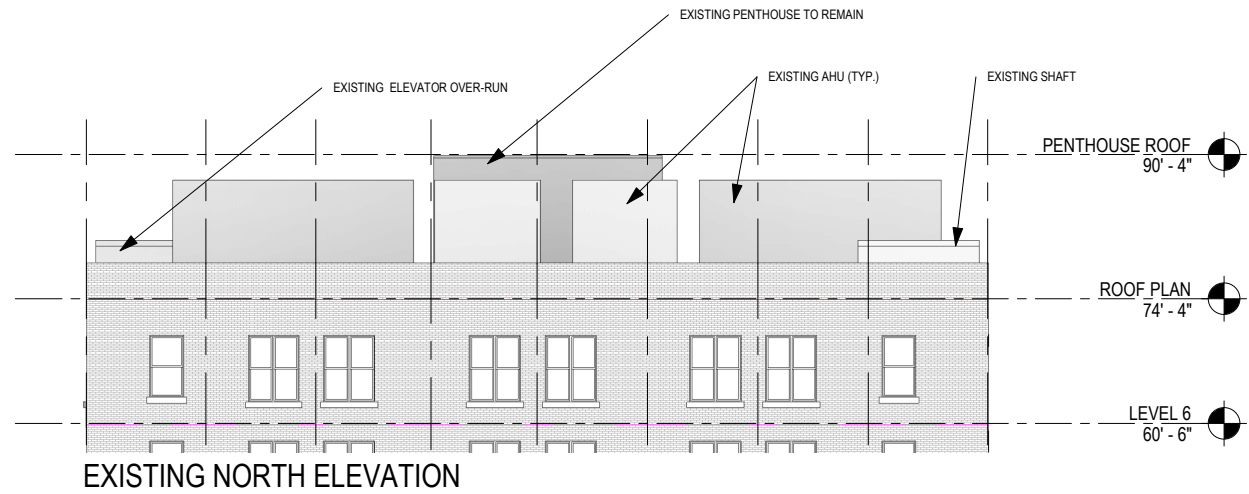 EXISTING PENTHOUSE TO REMAIN
EXISTING ELEVATOR OVER-RUN
EXISTING AHU (TYP.)
EXISTING SHAFT
PENTHOUSE ROOF
90' - 4"
ROOF PLAN
74' - 4"
LEVEL 6
60' - 6"
EXISTING NORTH ELEVATION